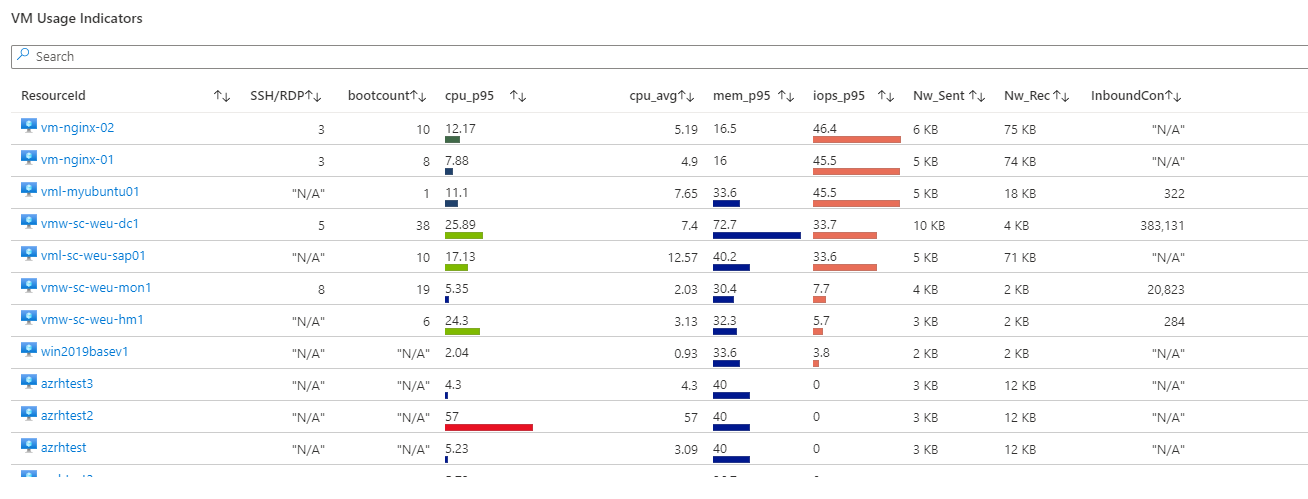 VM Usage Indicators
Search
ResourceId SSH/RDP bootcount cpu_p95 cpu_avg mem_p95 iops_p95 Nw_Sent Nw_Rec InboundCon
vm-nginx-02 3 10 12.17 5.19 16.5 46.4 6 KB 75 KB "N/A"
vm-nginx-01 3 8 7.88 4.9 16 45.5 5 KB 74 KB "N/A"
vml-myubuntu01 "N/A" 1 11.1 7.65 33.6 45.5 5 KB 18 KB 322
vmw-sc-weu-dc1 5 38 25.89 7.4 72.7 33.7 10 KB 4 KB 383,131
vml-sc-weu-sap01 "N/A" 10 17.13 12.57 40.2 33.6 5 KB 71 KB "N/A"
vmw-sc-weu-mon1 8 19 5.35 2.03 30.4 7.7 4 KB 2 KB 20,823
vmw-sc-weu-hm1 "N/A" 6 24.3 3.13 32.3 5.7 3 KB 2 KB 284
win2019basev1 "N/A" "N/A" 2.04 0.93 33.6 3.8 2 KB 2 KB "N/A"
azrhtest3 "N/A" "N/A" 4.3 4.3 40 0 3 KB 12 KB "N/A"
azrhtest2 "N/A" "N/A" 57 57 40 0 3 KB 12 KB "N/A"
azrhtest "N/A" "N/A" 5.23 3.09 40 0 3 KB 12 KB "N/A"